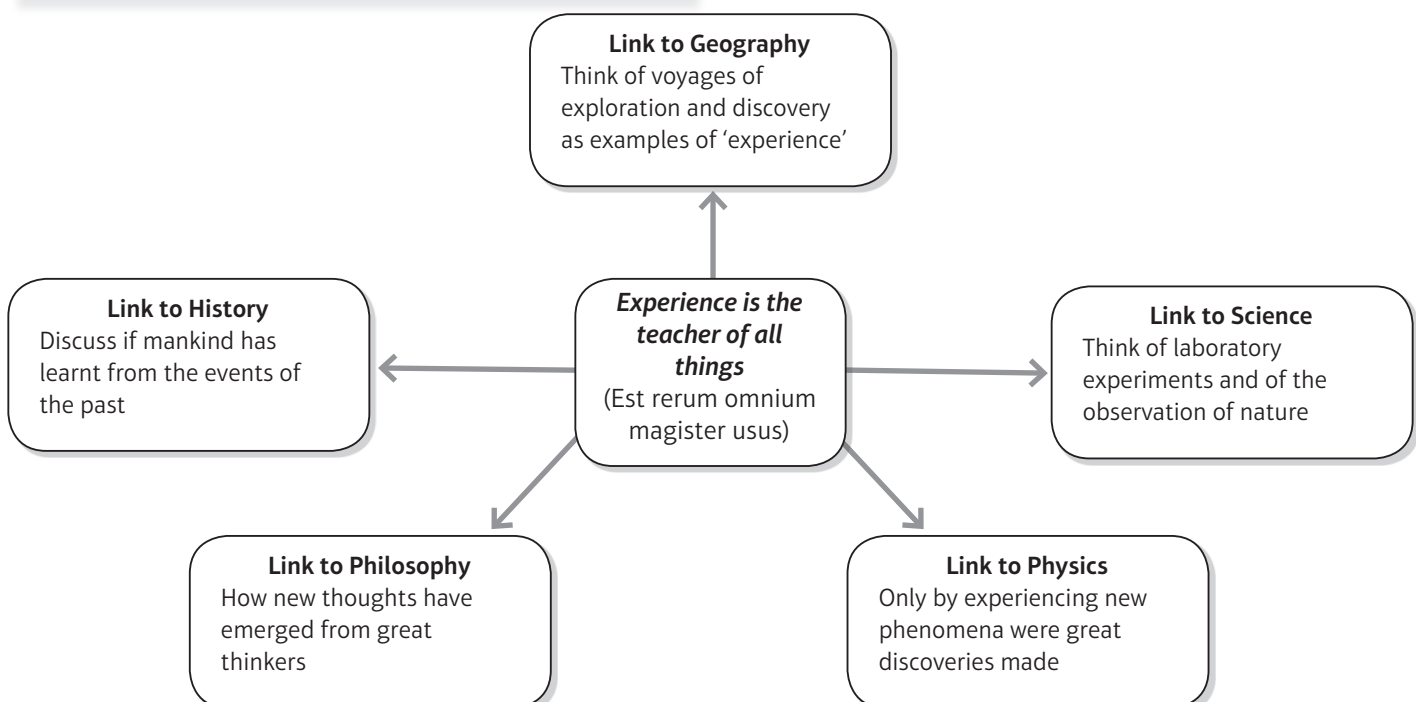 Link to Geography
Think of voyages of
exploration and discovery
as examples of ‘experience’
Link to History
Discuss if mankind has
learnt from the events of
the past
Experience is the
teacher of all
things
(Est rerum omnium
magister usus)
Link to Science
Think of laboratory
experiments and of the
observation of nature
Link to Philosophy
How new thoughts have
emerged from great
thinkers
Link to Physics
Only by experiencing new
phenomena were great
discoveries made